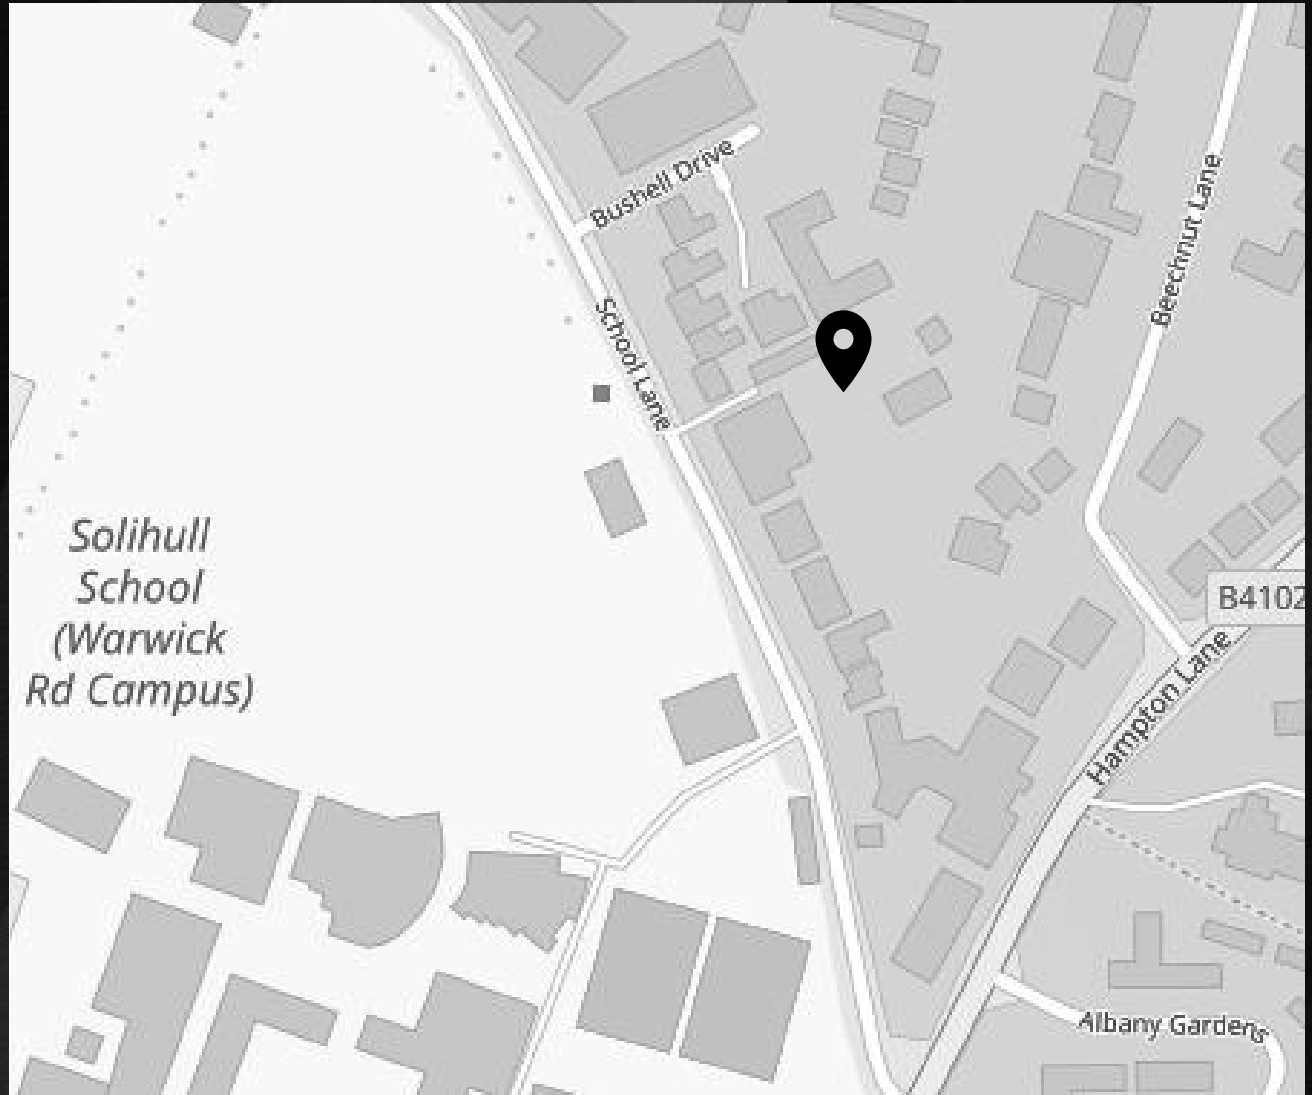 Bushell Drive
Beechnut Lane
School Lane
Solihull
School
(Warwick
Rd Campus)
B4102
Hampton Lane
Albany Gardens